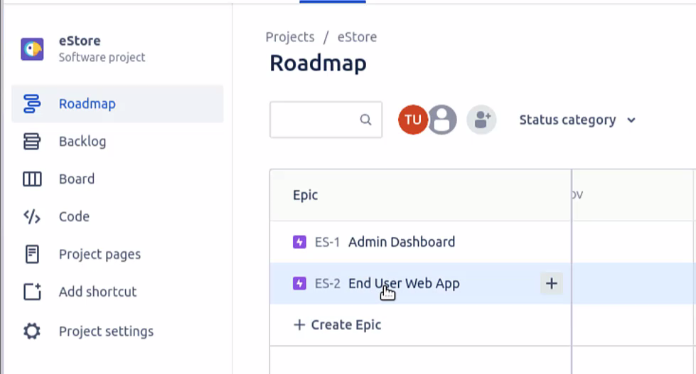 eStore
Software project
Roadmap
Backlog
Board
Code
Project pages
Add shortcut
Project settings
Projects / eStore
Roadmap
TU
Status category
Epic
ES-1 Admin Dashboard
ES-2 End User Web App
+ Create Epic